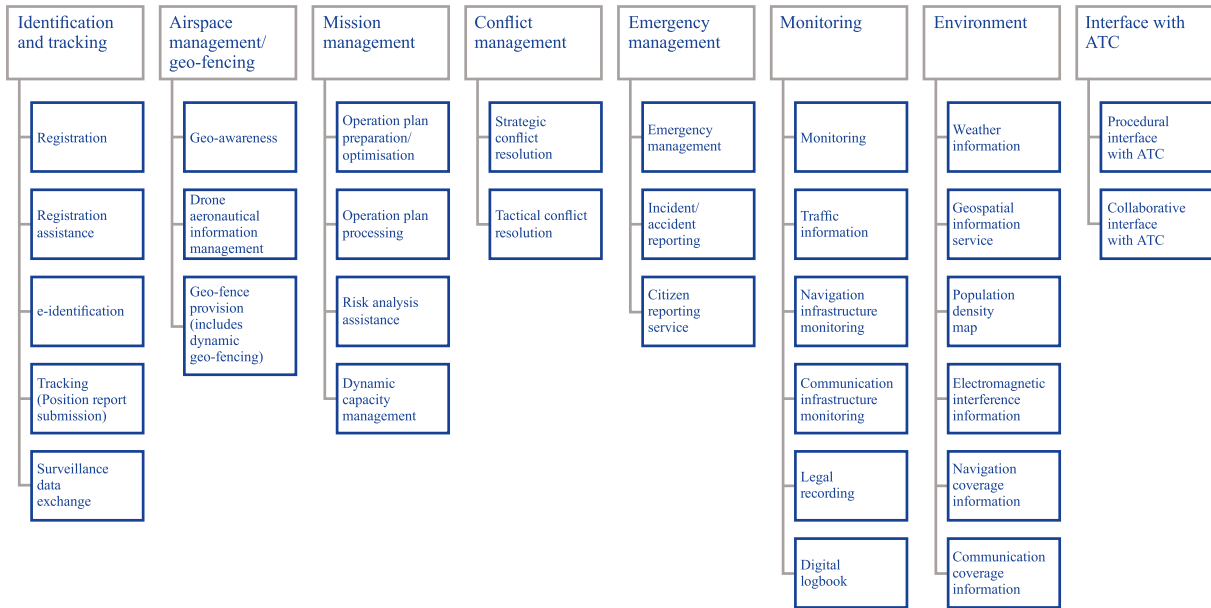 Identification
and tracking
Registration
Registration
assistance
e-identification
Tracking
(Position report
submission)
Surveillance
data
exchange
Airspace
management/
geo-fencing
Geo-awareness
Drone
aeronautical
information
management
Geo-fence
provision
(includes
dynamic
geo-fencing)
Mission
management
Operation plan
preparation/
optimisation
Operation plan
processing
Risk analysis
assistance
Dynamic
capacity
management
Conflict
management
Strategic
conflict
resolution
Tactical conflict
resolution
Emergency
management
Emergency
management
Incident/
accident
reporting
Citizen
reporting
service
Monitoring
Monitoring
Traffic
information
Navigation
infrastructure
monitoring
Communication
infrastructure
monitoring
Legal
recording
Digital
logbook
Environment
Weather
information
Geospatial
information
service
Population
density
map
Electromagnetic
interference
information
Navigation
coverage
information
Communication
coverage
information
Interface with
ATC
Procedural
interface
with ATC
Collaborative
interface
with ATC